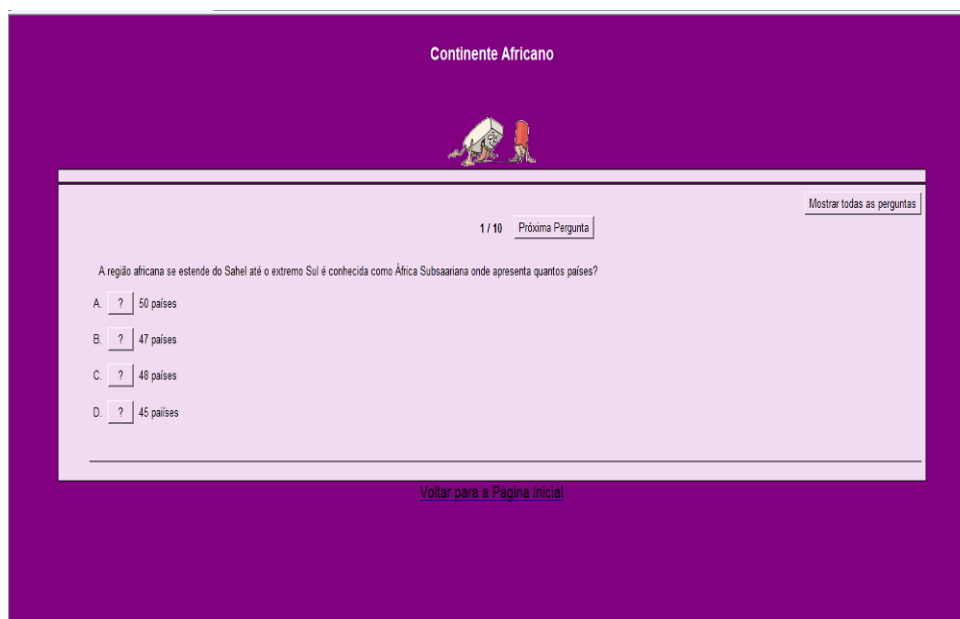 Continente Africano
Mostrar todas as perguntas
1 / 10 Próxima Pergunta
A região africana se estende do Sahel até o extremo Sul é conhecida como África Subsaariana onde apresenta quantos países?
A. ? 50 países
B. ? 47 países
C. ? 48 países
D. ? 45 paiíses
Voltar para a Página Inicial